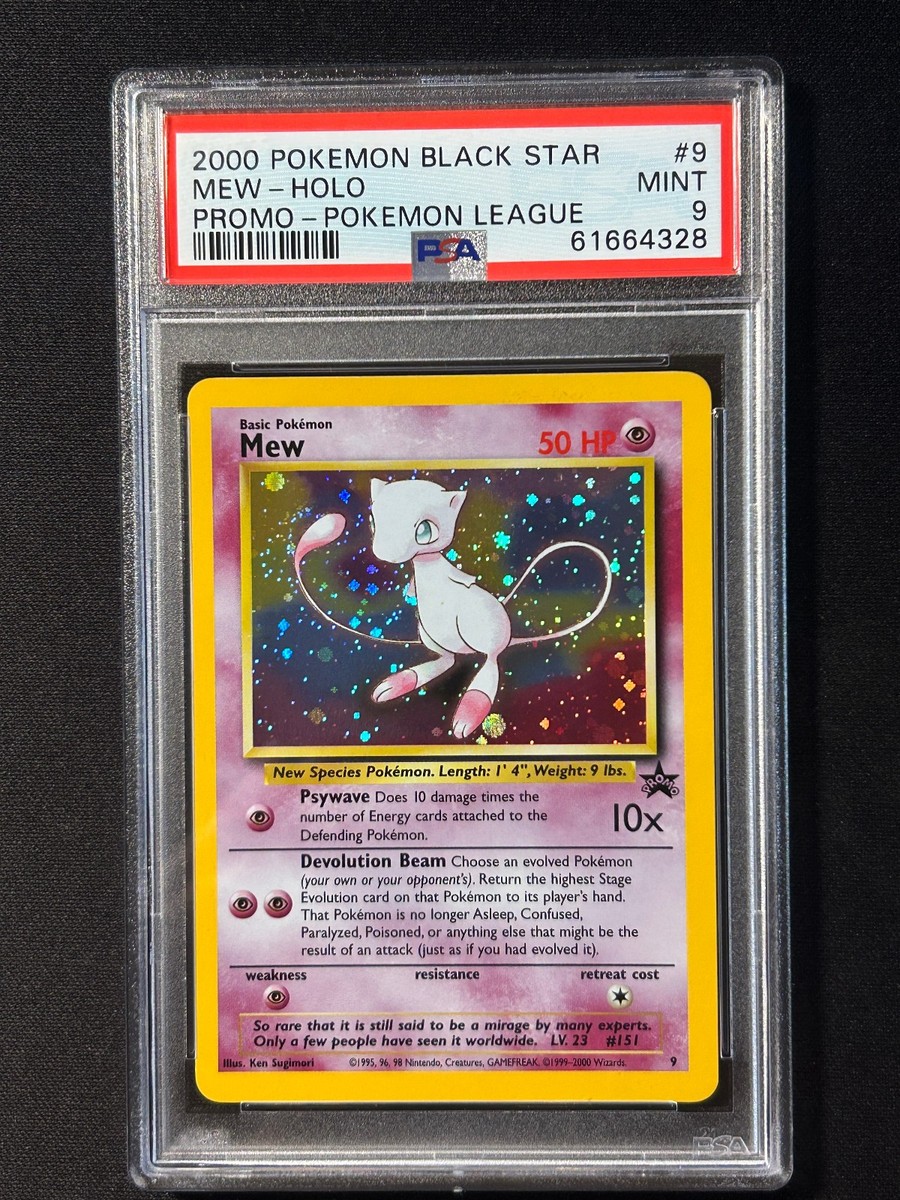 2000 POKEMON BLACK STAR #9
MEW - HOLO MINT
PROMO - POKEMON LEAGUE 9
PSA 61664328
Basic Pokémon
Mew 50 HP
New Species Pokémon. Length: 1' 4", Weight: 9 lbs.
PROMO
Psywave Does 10 damage times the
number of Energy cards attached to the
Defending Pokémon.
10x
Devolution Beam Choose an evolved Pokémon
(your own or your opponent's). Return the highest Stage
Evolution card on that Pokémon to its player's hand.
That Pokémon is no longer Asleep, Confused,
Paralyzed, Poisoned, or anything else that might be the
result of an attack (just as if you had evolved it).
weakness resistance retreat cost
So rare that it is still said to be a mirage by many experts.
Only a few people have seen it worldwide. LV. 23 #151
Illus. Ken Sugimori ©1995, 96, 98 Nintendo, Creatures, GAMEFREAK. ©1999-2000 Wizards. 9
PSA